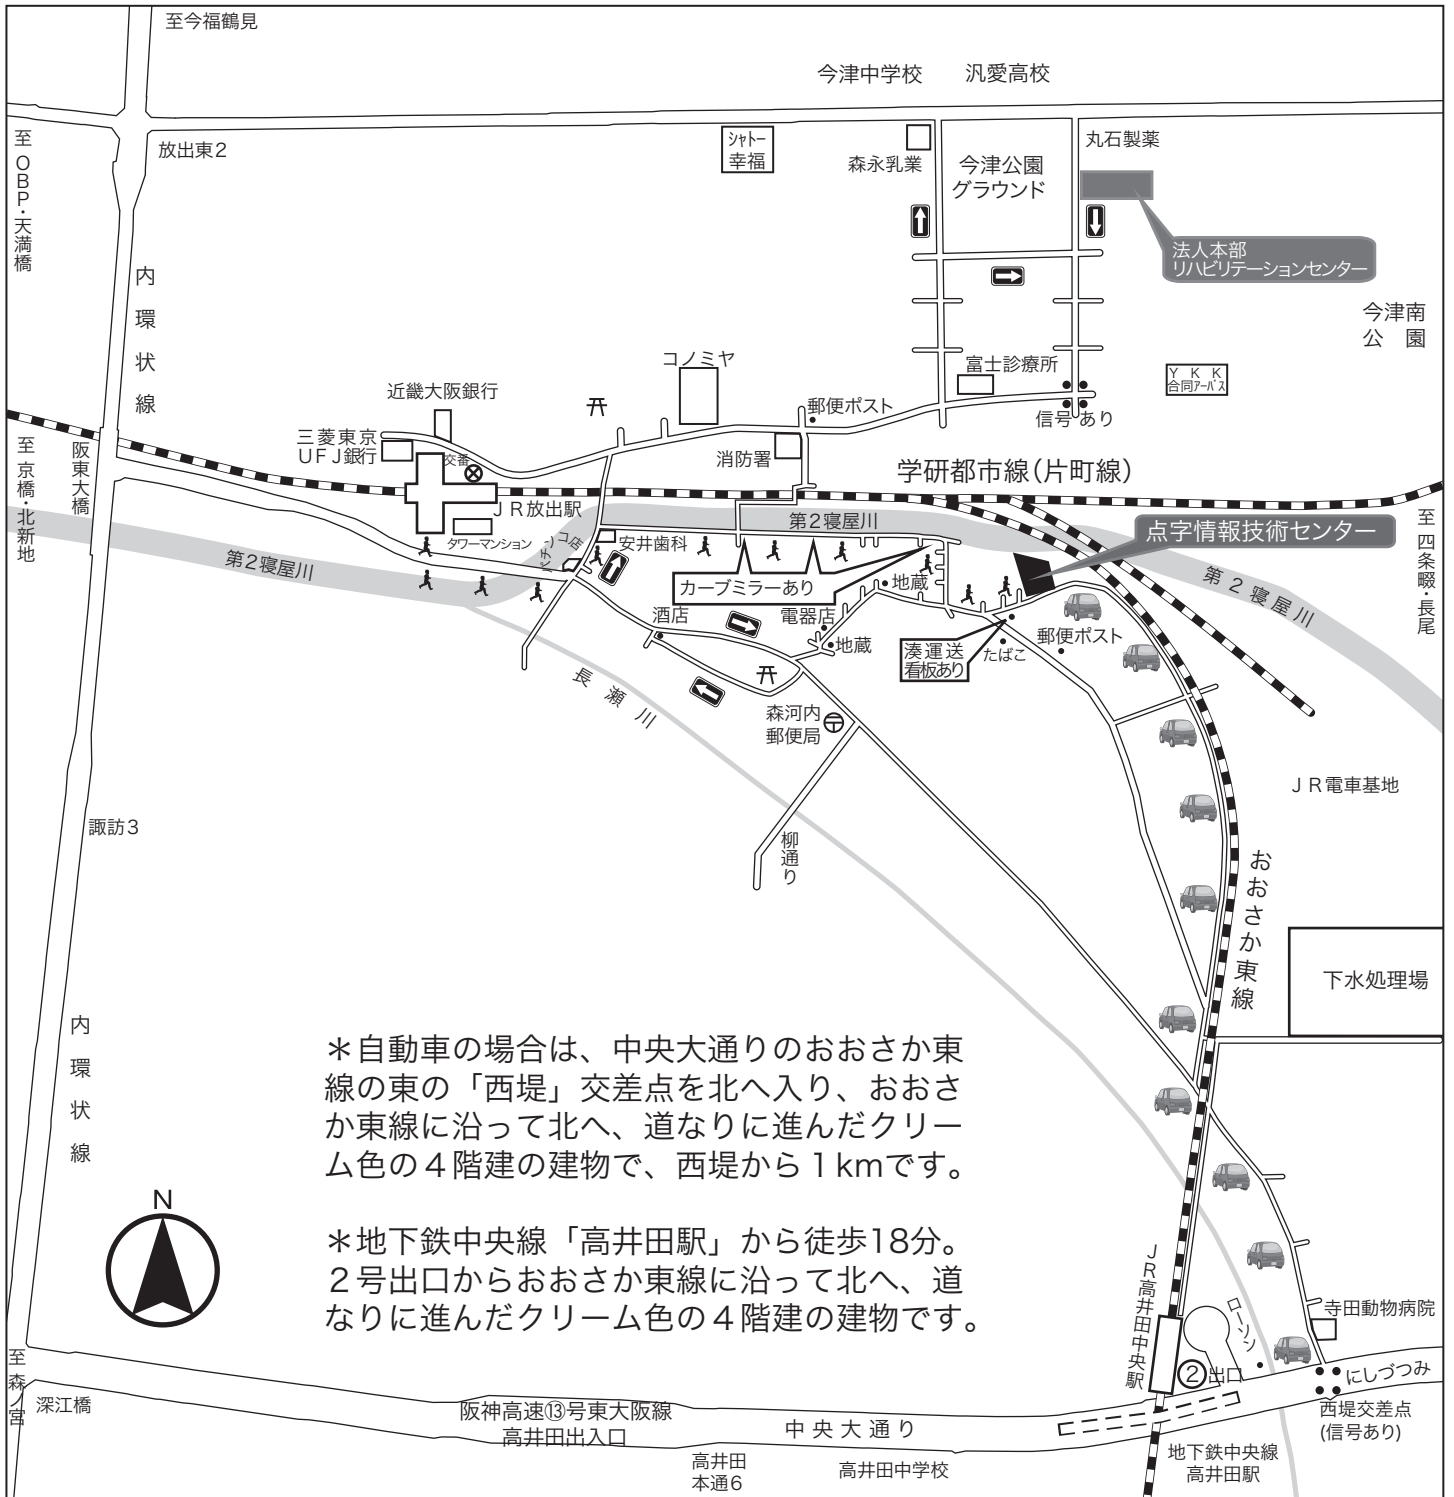 至今福鶴見
今津中学校 汎愛高校
至OBP・天満橋
放出東2
シャトー
幸福
森永乳業
今津公園
グラウンド
丸石製薬
法人本部
リハビリテーションセンター
内環状線
今津南
公園
コノミヤ
富士診療所
YKK
合同アーバス
近畿大阪銀行
郵便ポスト
信号あり
三菱東京
UFJ銀行
交番
消防署
至京橋・北新地
阪東大橋
学研都市線(片町線)
JR放出駅
第2寝屋川
点字情報技術センター
至四条畷・長尾
タワーマンション
パチンコ店
安井歯科
第2寝屋川
カーブミラーあり
地蔵
第2寝屋川
酒店
電器店
地蔵
湊運送
看板あり
たばこ
郵便ポスト
長瀬川
森河内
郵便局
JR電車基地
諏訪3
柳通り
おおさか東線
下水処理場
内環状線
＊自動車の場合は、中央大通りのおおさか東
線の東の「西堤」交差点を北へ入り、おおさ
か東線に沿って北へ、道なりに進んだクリー
ム色の４階建の建物で、西堤から１kmです。
N
＊地下鉄中央線「高井田駅」から徒歩18分。
２号出口からおおさか東線に沿って北へ、道
なりに進んだクリーム色の４階建の建物です。
JR高井田中央駅
ローソン
寺田動物病院
②出口
にしづつみ
至森ノ宮
深江橋
阪神高速⑬号東大阪線
高井田出入口
中央大通り
西堤交差点
(信号あり)
高井田
本通6
高井田中学校
地下鉄中央線
高井田駅